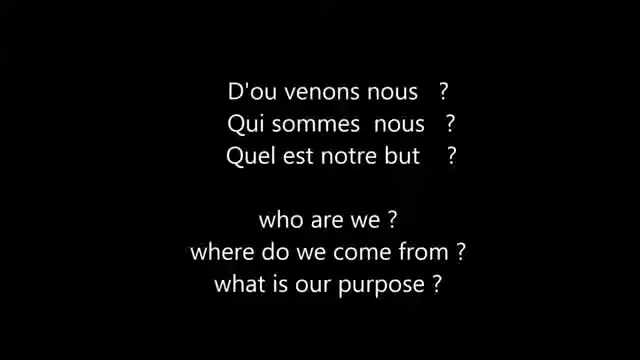 D'ou venons nous ?
Qui sommes nous ?
Quel est notre but ?
who are we ?
where do we come from ?
what is our purpose ?